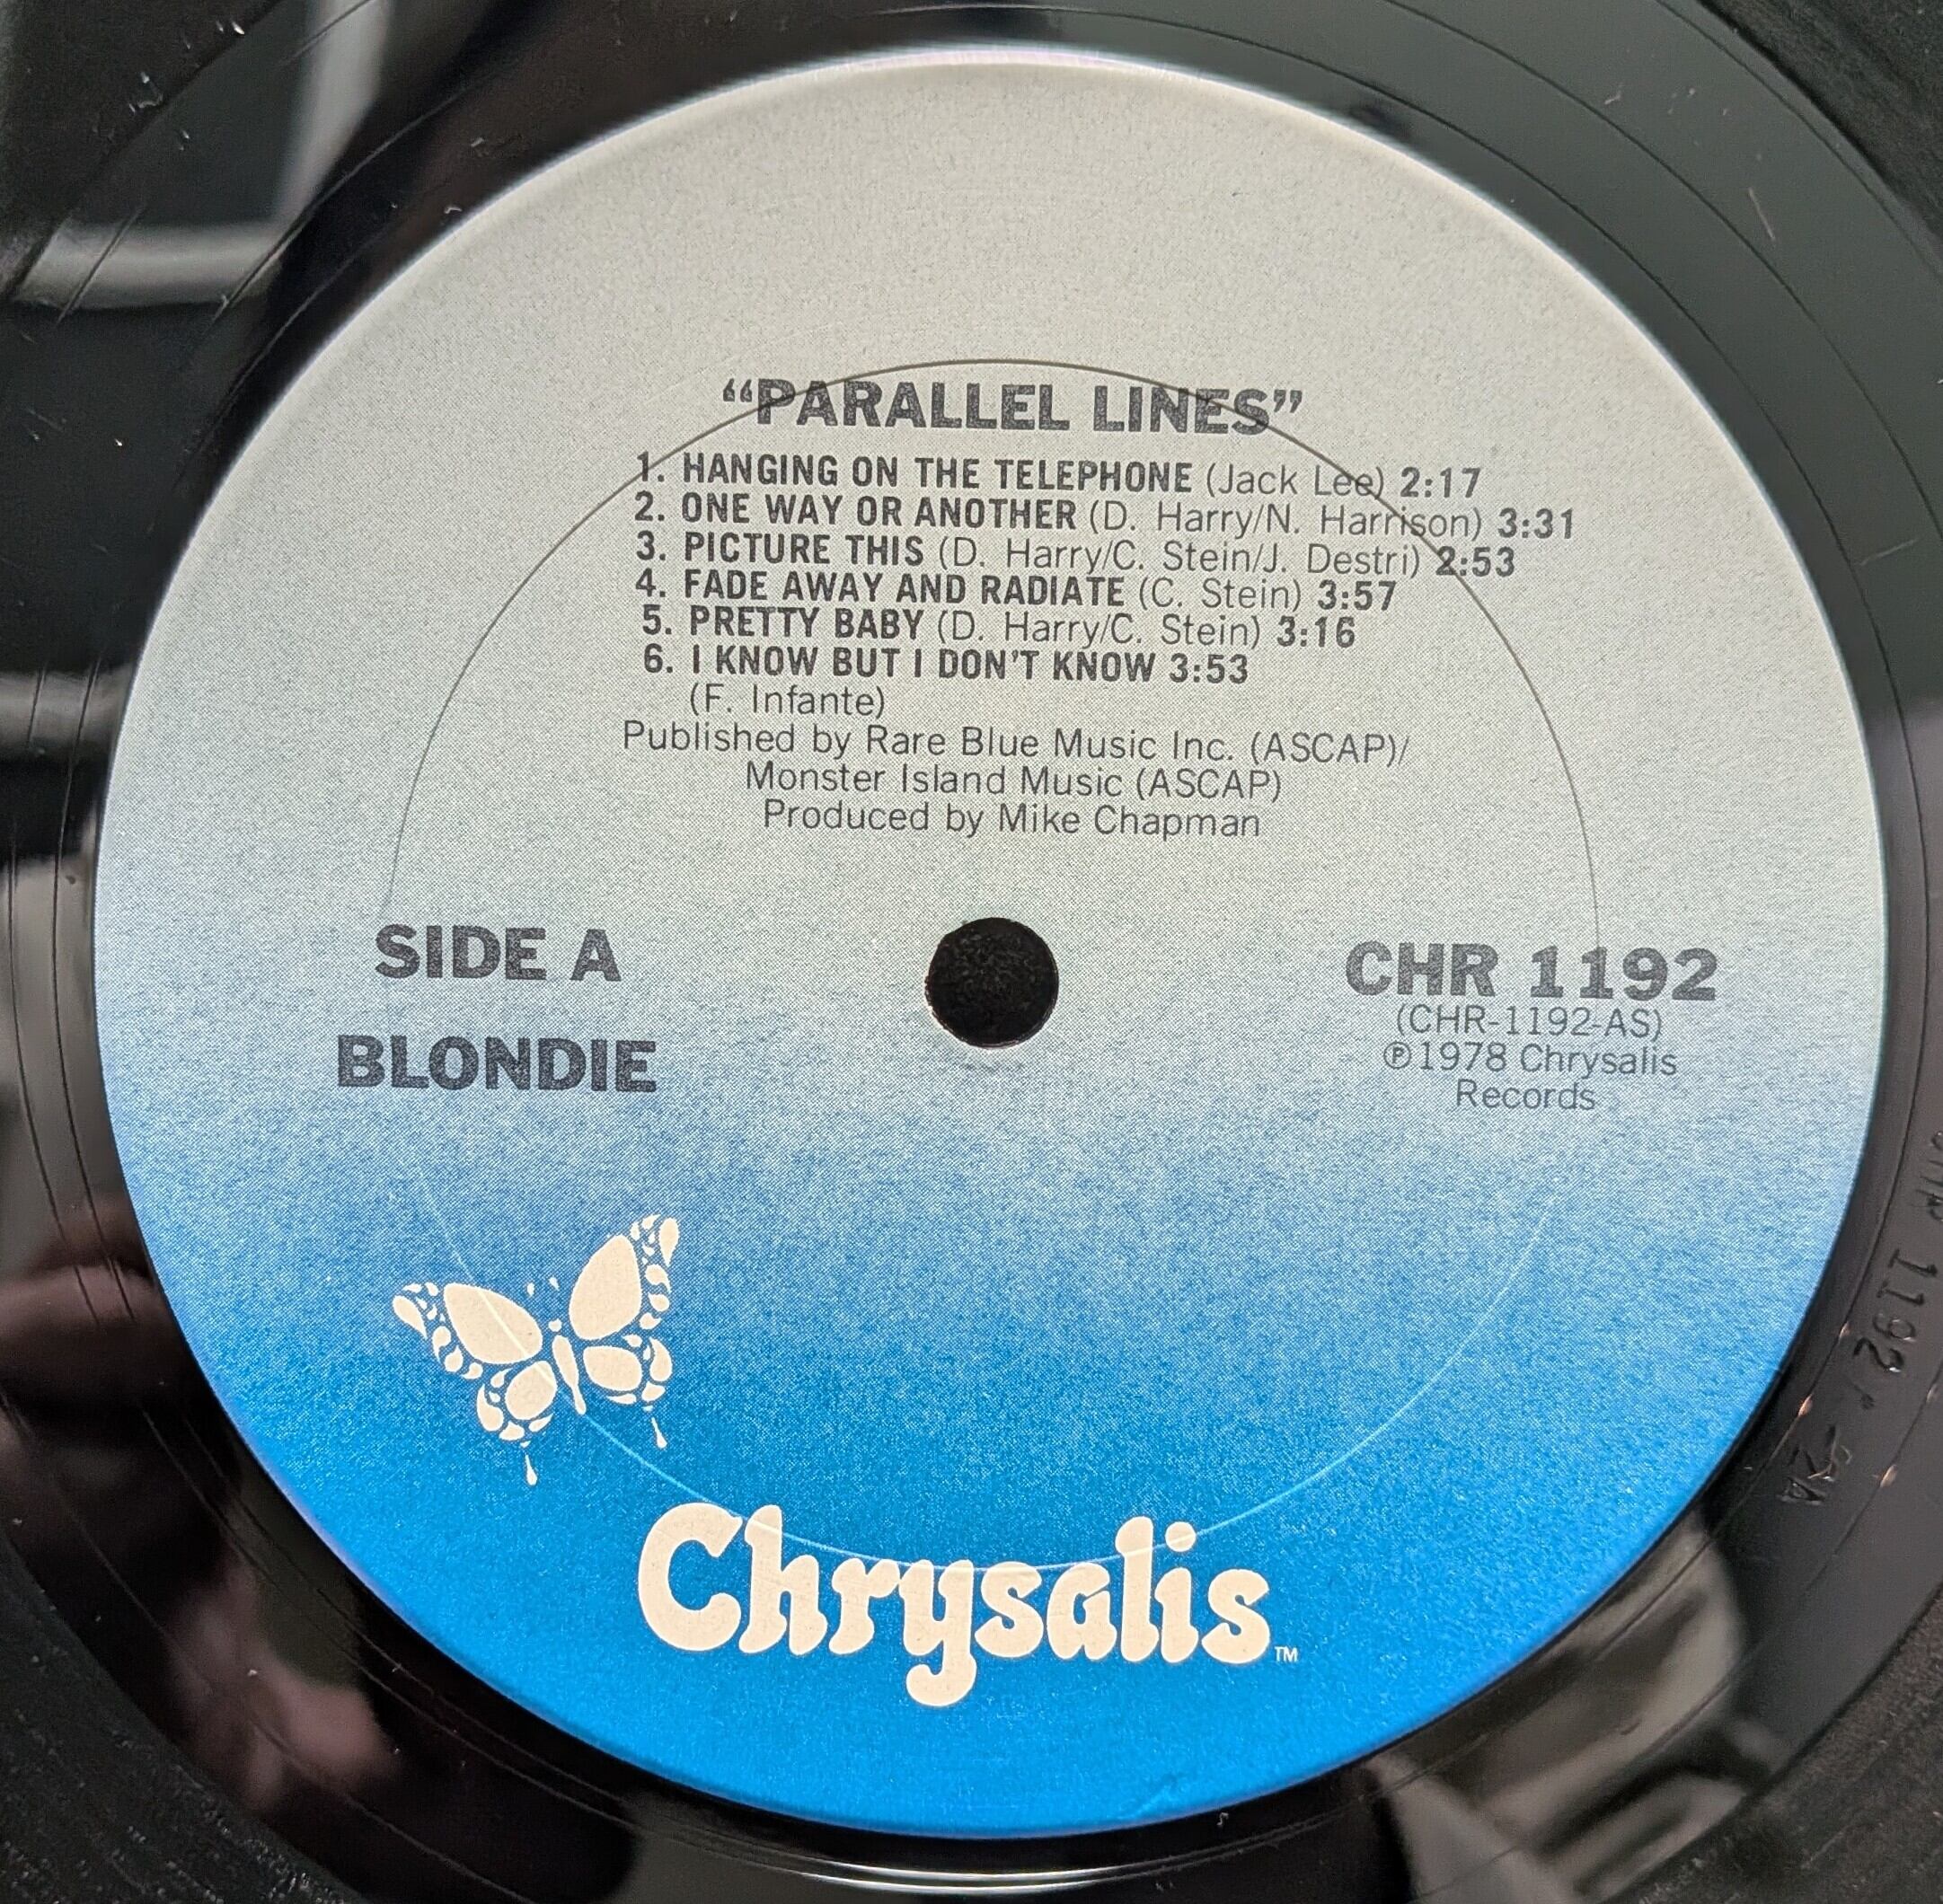 “PARALLEL LINES”
1. HANGING ON THE TELEPHONE (Jack Lee) 2:17
2. ONE WAY OR ANOTHER (D. Harry/N. Harrison) 3:31
3. PICTURE THIS (D. Harry/C. Stein/J. Destri) 2:53
4. FADE AWAY AND RADIATE (C. Stein) 3:57
5. PRETTY BABY (D. Harry/C. Stein) 3:16
6. I KNOW BUT I DON'T KNOW 3:53
(F. Infante)
Published by Rare Blue Music Inc. (ASCAP)/
Monster Island Music (ASCAP)
Produced by Mike Chapman
SIDE A
BLONDIE
CHR 1192
(CHR-1192-AS)
℗1978 Chrysalis
Records
Chrysalis™
1192